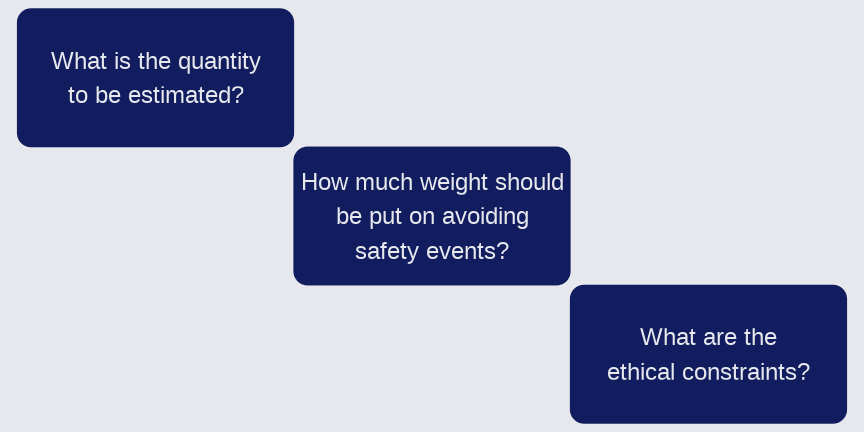 What is the quantity
to be estimated?
How much weight should
be put on avoiding
safety events?
What are the
ethical constraints?